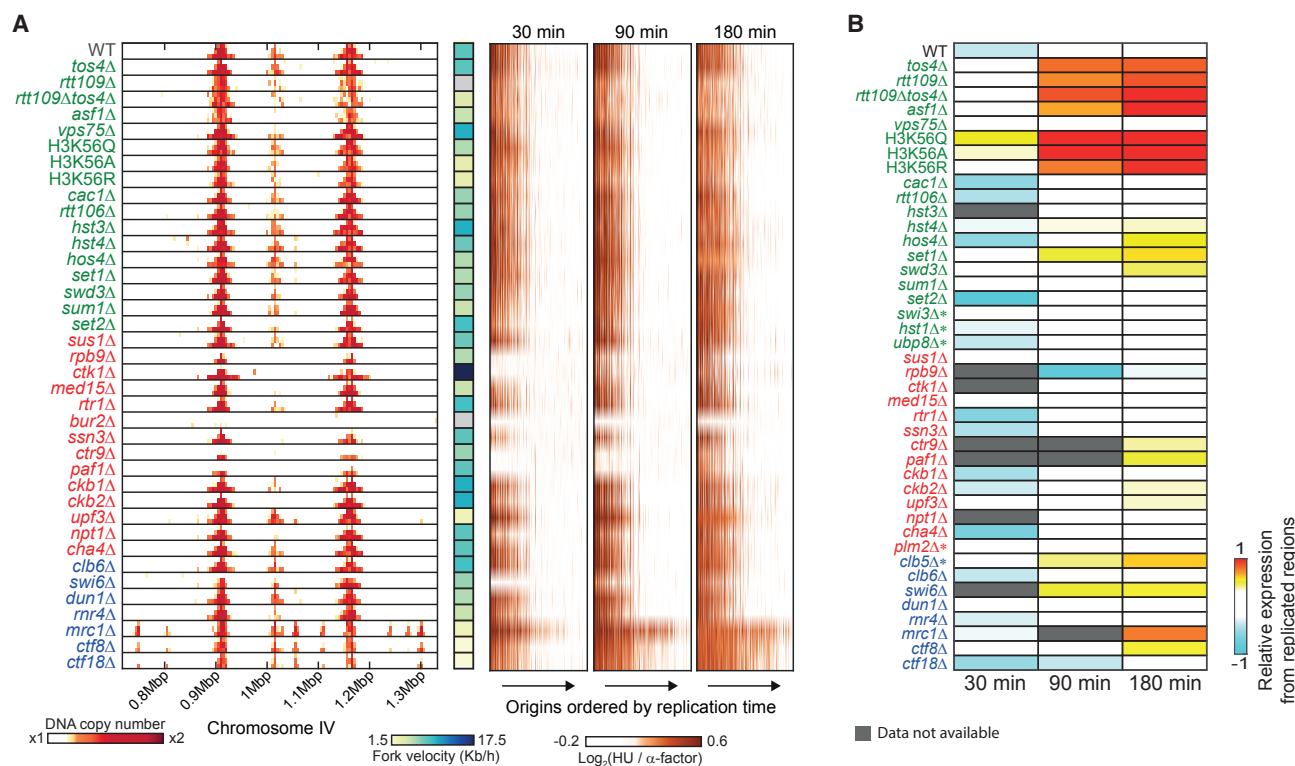 A
B
30 min
90 min
180 min
WT
tos4Δ
rtt109Δ
rtt109Δtos4Δ
asf1Δ
vps75Δ
H3K56Q
H3K56A
H3K56R
cac1Δ
rtt106Δ
hst3Δ
hst4Δ
hos4Δ
set1Δ
swd3Δ
sum1Δ
set2Δ
sus1Δ
rpb9Δ
ctk1Δ
med15Δ
rtr1Δ
bur2Δ
ssn3Δ
ctr9Δ
paf1Δ
ckb1Δ
ckb2Δ
upf3Δ
npt1Δ
cha4Δ
clb6Δ
swi6Δ
dun1Δ
rnr4Δ
mrc1Δ
ctf8Δ
ctf18Δ
0.8Mbp
0.9Mbp
1Mbp
1.1Mbp
1.2Mbp
1.3Mbp
Chromosome IV
DNA copy number
x1
x2
1.5
17.5
Fork velocity (Kb/h)
Origins ordered by replication time
-0.2
0.6
Log2(HU / α-factor)
WT
tos4Δ
rtt109Δ
rtt109Δtos4Δ
asf1Δ
vps75Δ
H3K56Q
H3K56A
H3K56R
cac1Δ
rtt106Δ
hst3Δ
hst4Δ
hos4Δ
set1Δ
swd3Δ
sum1Δ
set2Δ
swi3Δ*
hst1Δ*
ubp8Δ*
sus1Δ
rpb9Δ
ctk1Δ
med15Δ
rtr1Δ
ssn3Δ
ctr9Δ
paf1Δ
ckb1Δ
ckb2Δ
upf3Δ
npt1Δ
cha4Δ
plm2Δ*
clb5Δ*
clb6Δ
swi6Δ
dun1Δ
rnr4Δ
mrc1Δ
ctf8Δ
ctf18Δ
30 min
90 min
180 min
1
-1
Relative expression
from replicated regions
Data not available